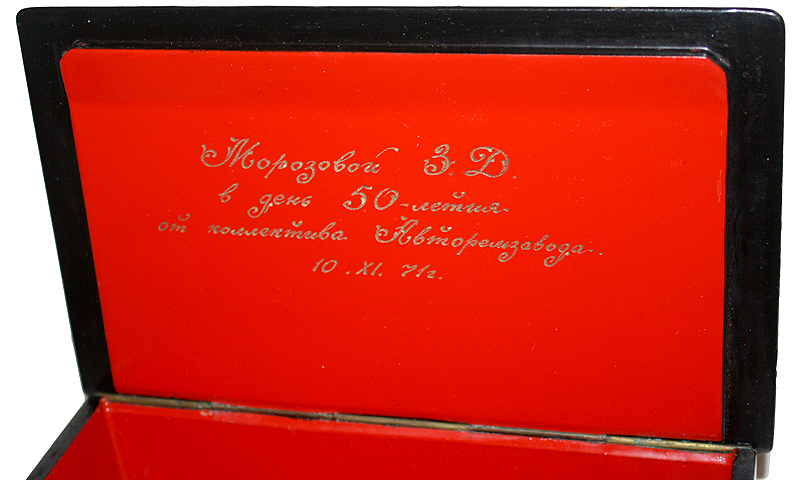 Морозовой З.Д.
в день 50-летия
от коллектива Авторемзавода.
10.XI.71г.